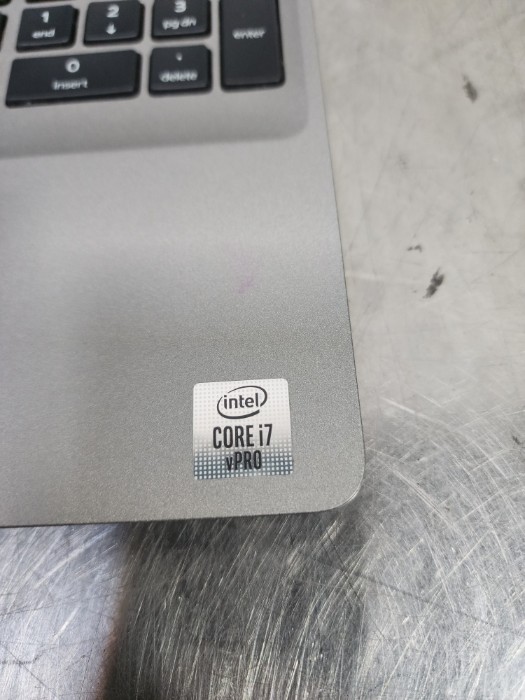 1 2 3
end ↓ pg dn enter
0 .
insert delete
intel
CORE i7
vPRO